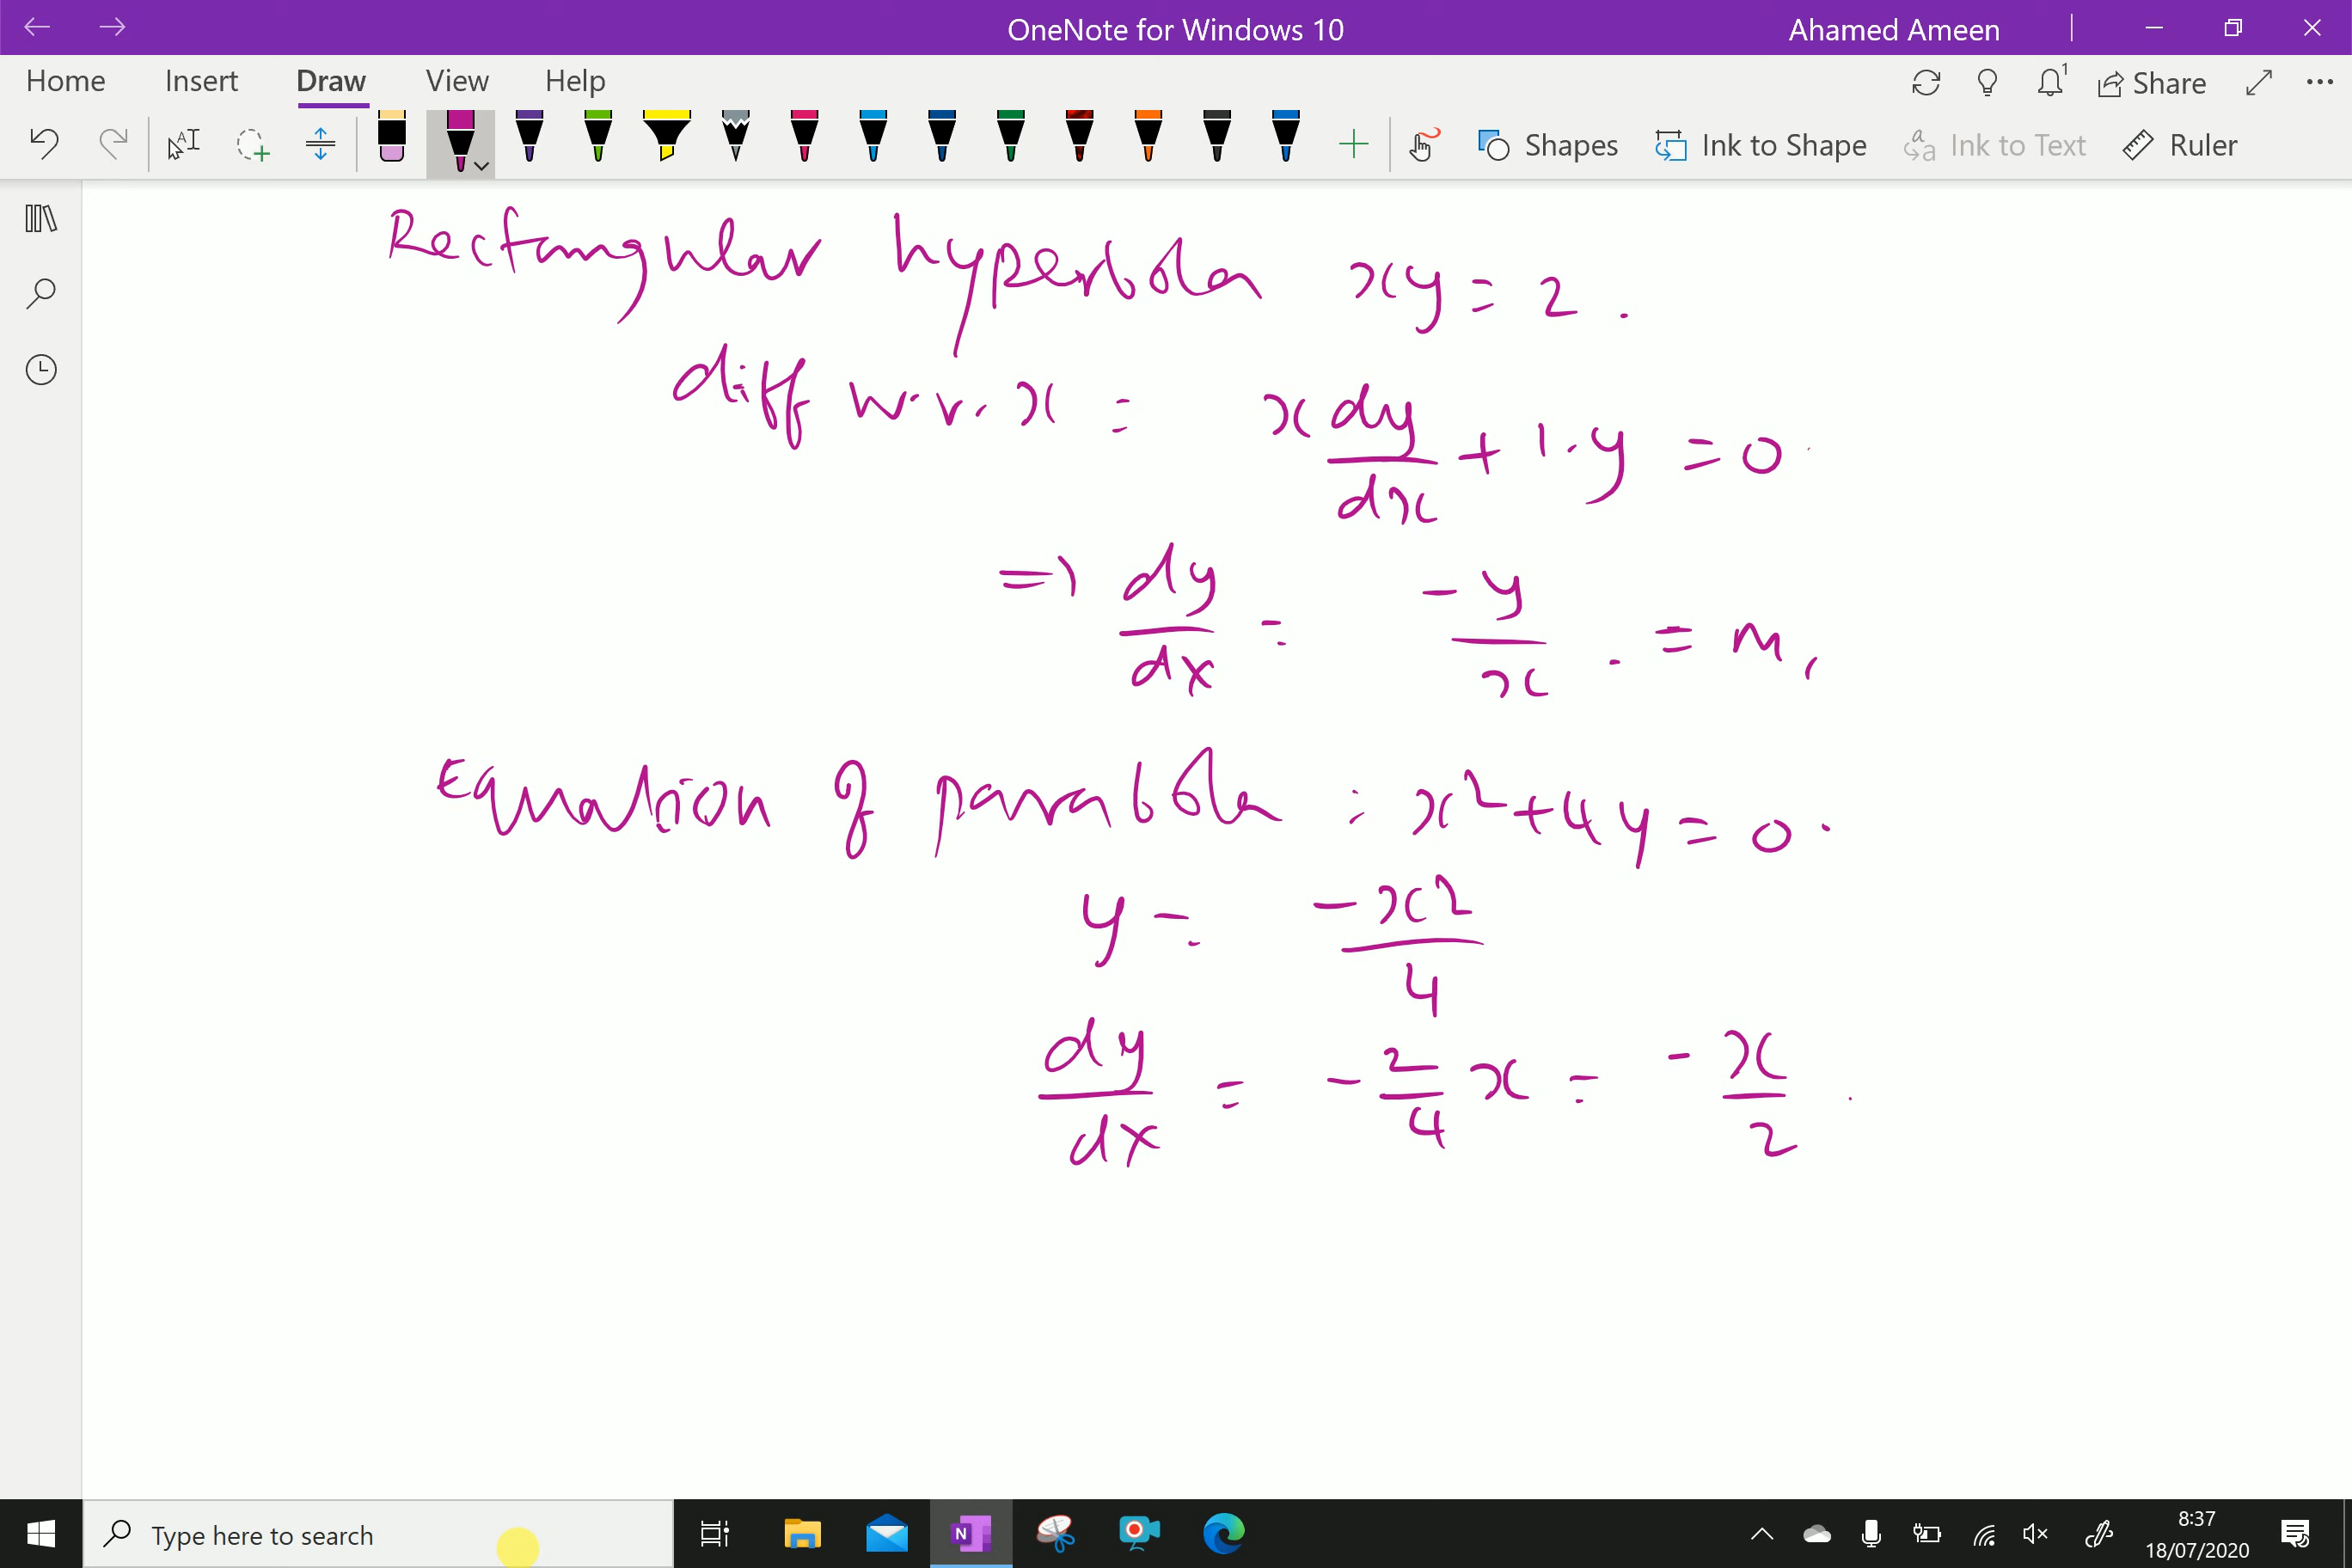 OneNote for Windows 10 Ahamed Ameen
Home Insert Draw View Help 1 Share
Shapes Ink to Shape Ink to Text Ruler
Rectangular hyperbola xy = 2 .
diff w.r. x = x dy/dx + 1.y = 0.
=> dy/dx = -y/x . = m1
Equation of parabola : x² + 4y = 0.
y = -x²/4
dy/dx = -2/4 x = -x/2 .
Type here to search 8:37
18/07/2020